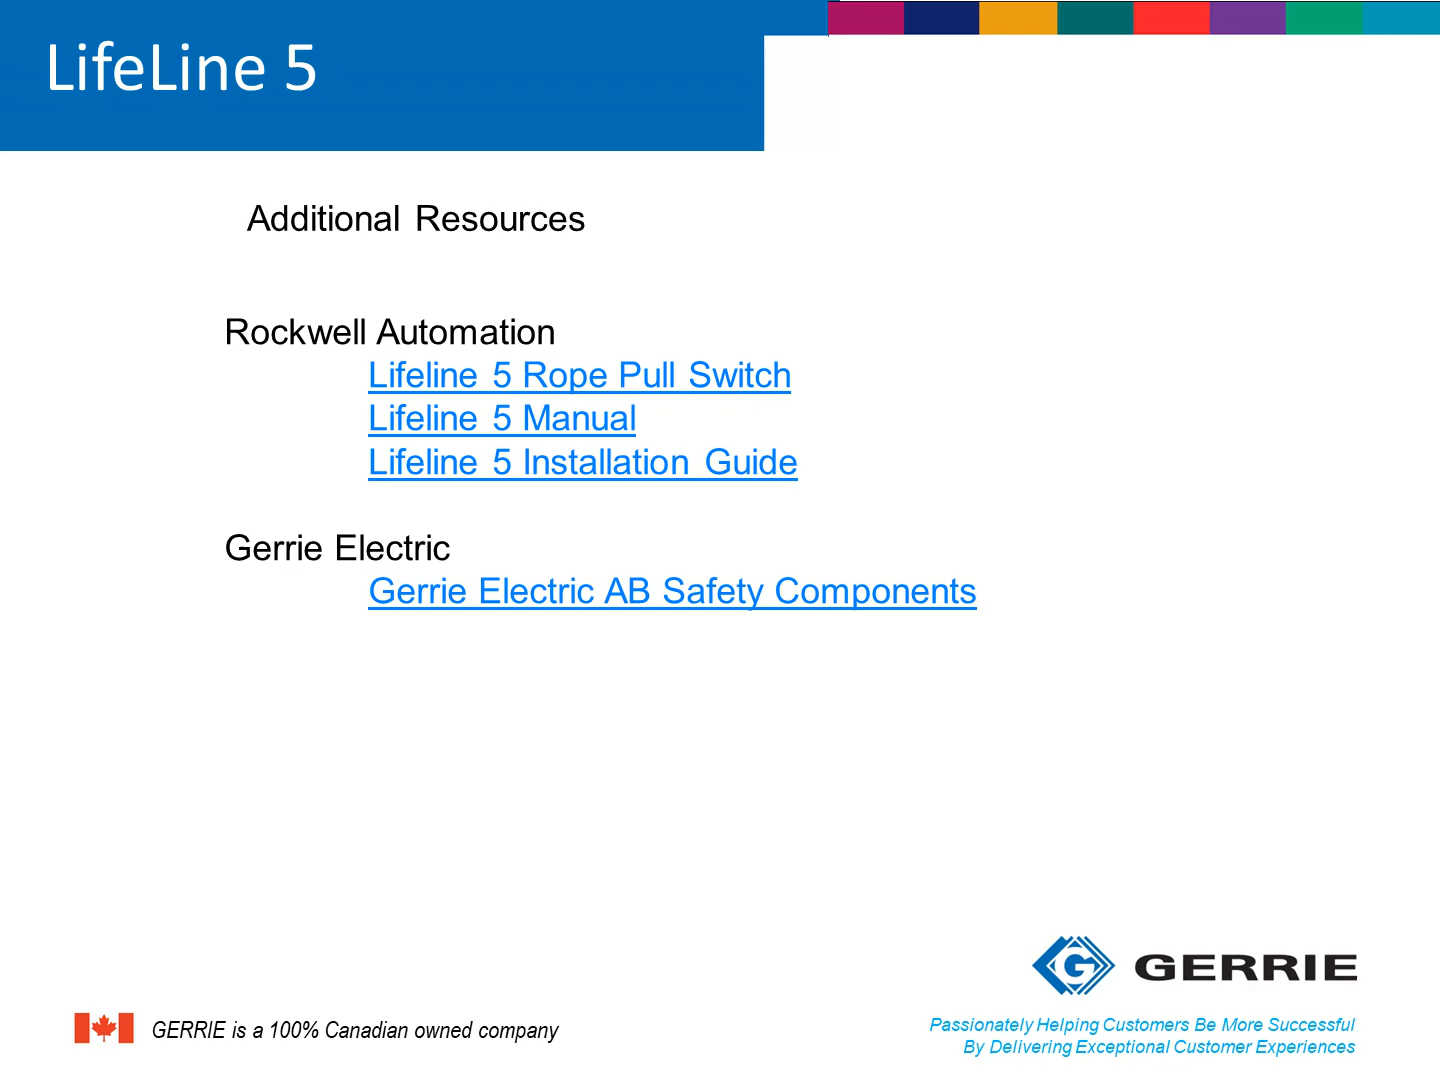 LifeLine 5
Additional Resources
Rockwell Automation
Lifeline 5 Rope Pull Switch
Lifeline 5 Manual
Lifeline 5 Installation Guide
Gerrie Electric
Gerrie Electric AB Safety Components
G GERRIE
GERRIE is a 100% Canadian owned company
Passionately Helping Customers Be More Successful
By Delivering Exceptional Customer Experiences